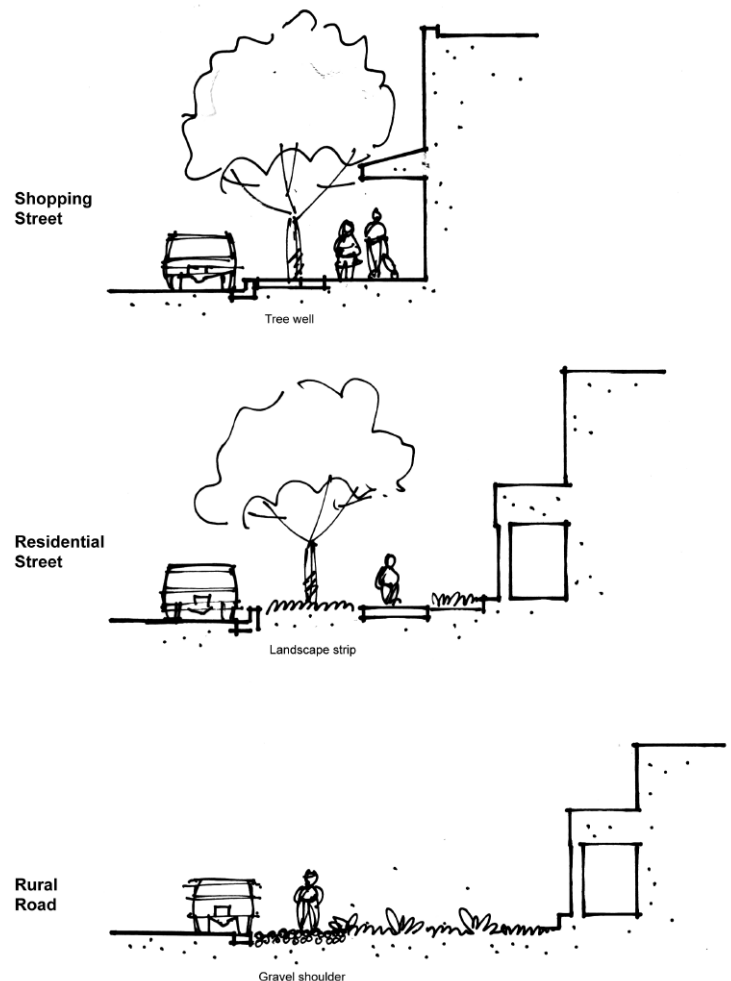 Shopping
Street
Tree well
Residential
Street
Landscape strip
Rural
Road
Gravel shoulder